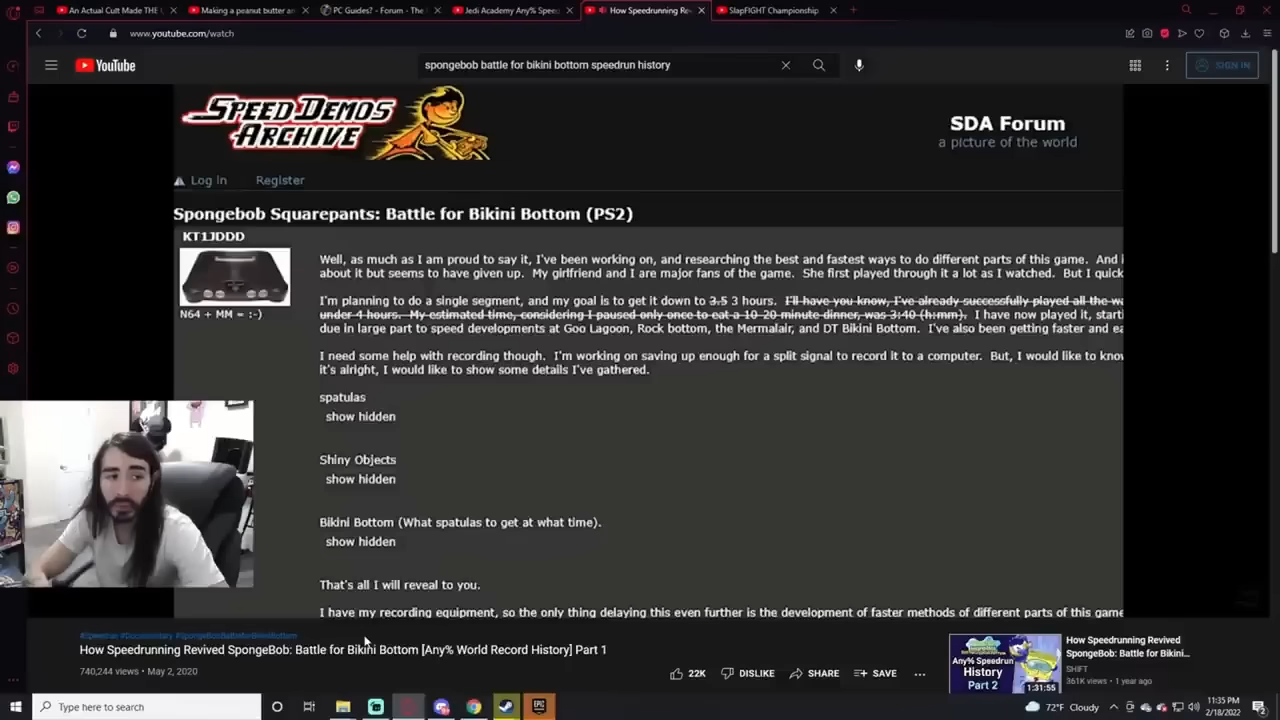 An Actual Cult Made THE
Making a peanut butter an
PC Guides? - Forum - The
Jedi Academy Any% Speed
How Speedrunning Rev
SlapFIGHT Championship
www.youtube.com/watch
YouTube
spongebob battle for bikini bottom speedrun history
SIGN IN
SPEED DEMOS
ARCHIVE
SDA Forum
a picture of the world
Log in
Register
Spongebob Squarepants: Battle for Bikini Bottom (PS2)
KT1JDDD
Well, as much as I am proud to say it, I've been working on, and researching the best and fastest ways to do different parts of this game. And i
about it but seems to have given up. My girlfriend and I are major fans of the game. She first played through it a lot as I watched. But I quick
I'm planning to do a single segment, and my goal is to get it down to 3.5 3 hours. I'll have you know, I've already successfully played all the wa
under 4 hours. My estimated time, considering I paused only once to eat a 10-20 minute dinner, was 3:40 (h:mm). I have now played it, starti
N64 + MM = :-)
due in large part to speed developments at Goo Lagoon, Rock bottom, the Mermalair, and DT Bikini Bottom. I've also been getting faster and ea
I need some help with recording though. I'm working on saving up enough for a split signal to record it to a computer. But, I would like to know
it's alright, I would like to show some details I've gathered.
spatulas
show hidden
Shiny Objects
show hidden
Bikini Bottom (What spatulas to get at what time).
show hidden
That's all I will reveal to you.
I have my recording equipment, so the only thing delaying this even further is the development of faster methods of different parts of this game
#Speedrun #Documentary #SpongeBobBattleforBikiniBottom
How Speedrunning Revived SpongeBob: Battle for Bikini Bottom [Any% World Record History] Part 1
740,244 views • May 2, 2020
22K
DISLIKE
SHARE
SAVE
Any% Speedrun
History
Part 2
1:31:55
How Speedrunning Revived
SpongeBob: Battle for Bikini...
SHIFT
361K views • 1 year ago
Type here to search
72°F Cloudy
11:35 PM
2/18/2022